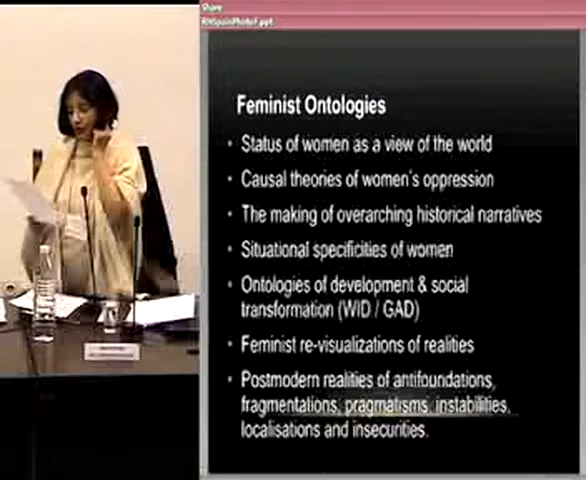 Share
Feminist Ontologies
• Status of women as a view of the world
• Causal theories of women's oppression
• The making of overarching historical narratives
• Situational specificities of women
• Ontologies of development & social
transformation (WID / GAD)
• Feminist re-visualizations of realities
• Postmodern realities of antifoundations,
fragmentations, pragmatisms, instabilities,
localisations and insecurities.